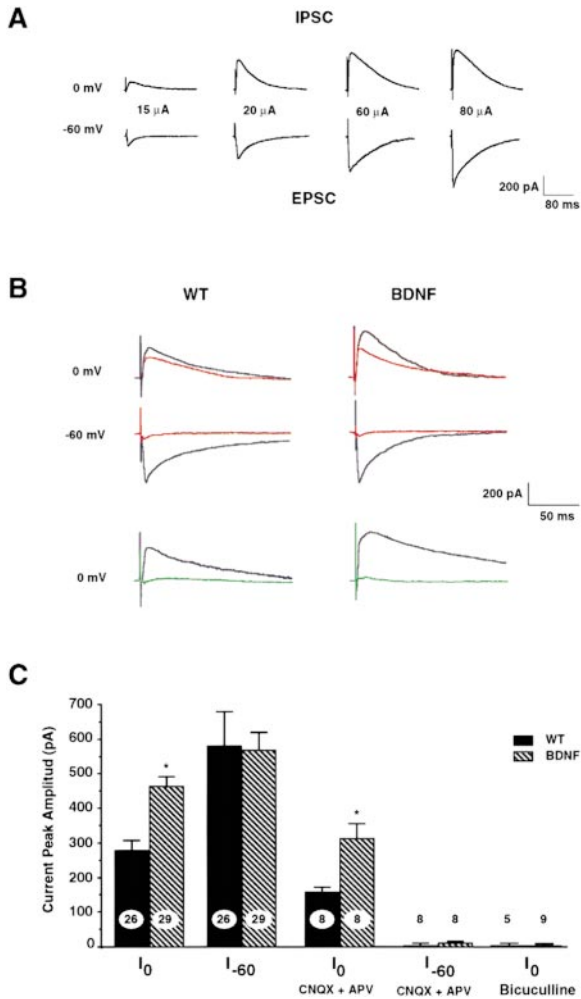 A
IPSC
0 mV
15 µA 20 µA 60 µA 80 µA
-60 mV
200 pA
80 ms
EPSC
B
WT BDNF
0 mV
-60 mV
200 pA
50 ms
0 mV
C
Current Peak Amplitud (pA)
700
600
500
400
300
200
100
0
WT
BDNF
* *
26 29 26 29 8 8 8 8 5 9
I0 I-60 I0 I-60 I0
CNQX + APV CNQX + APV Bicuculline